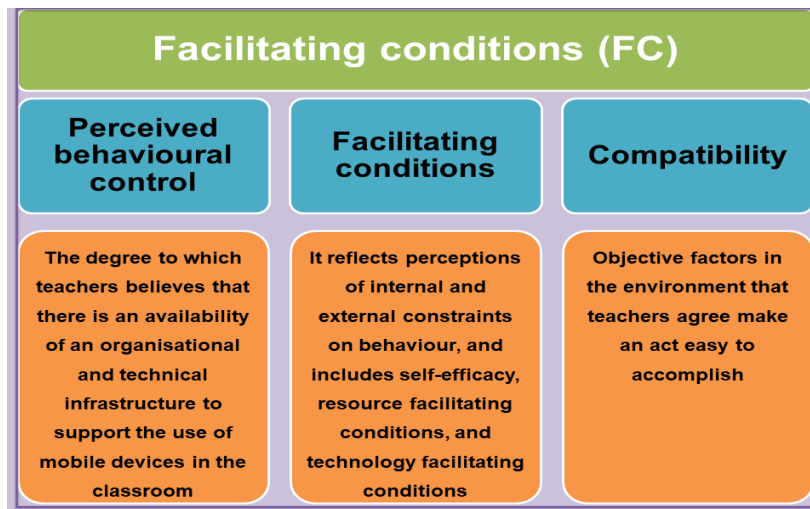 Facilitating conditions (FC)
Perceived
behavioural
control
The degree to which
teachers believes that
there is an availability
of an organisational
and technical
infrastructure to
support the use of
mobile devices in the
classroom
Facilitating
conditions
It reflects perceptions
of internal and
external constraints
on behaviour, and
includes self-efficacy,
resource facilitating
conditions, and
technology facilitating
conditions
Compatibility
Objective factors in
the environment that
teachers agree make
an act easy to
accomplish